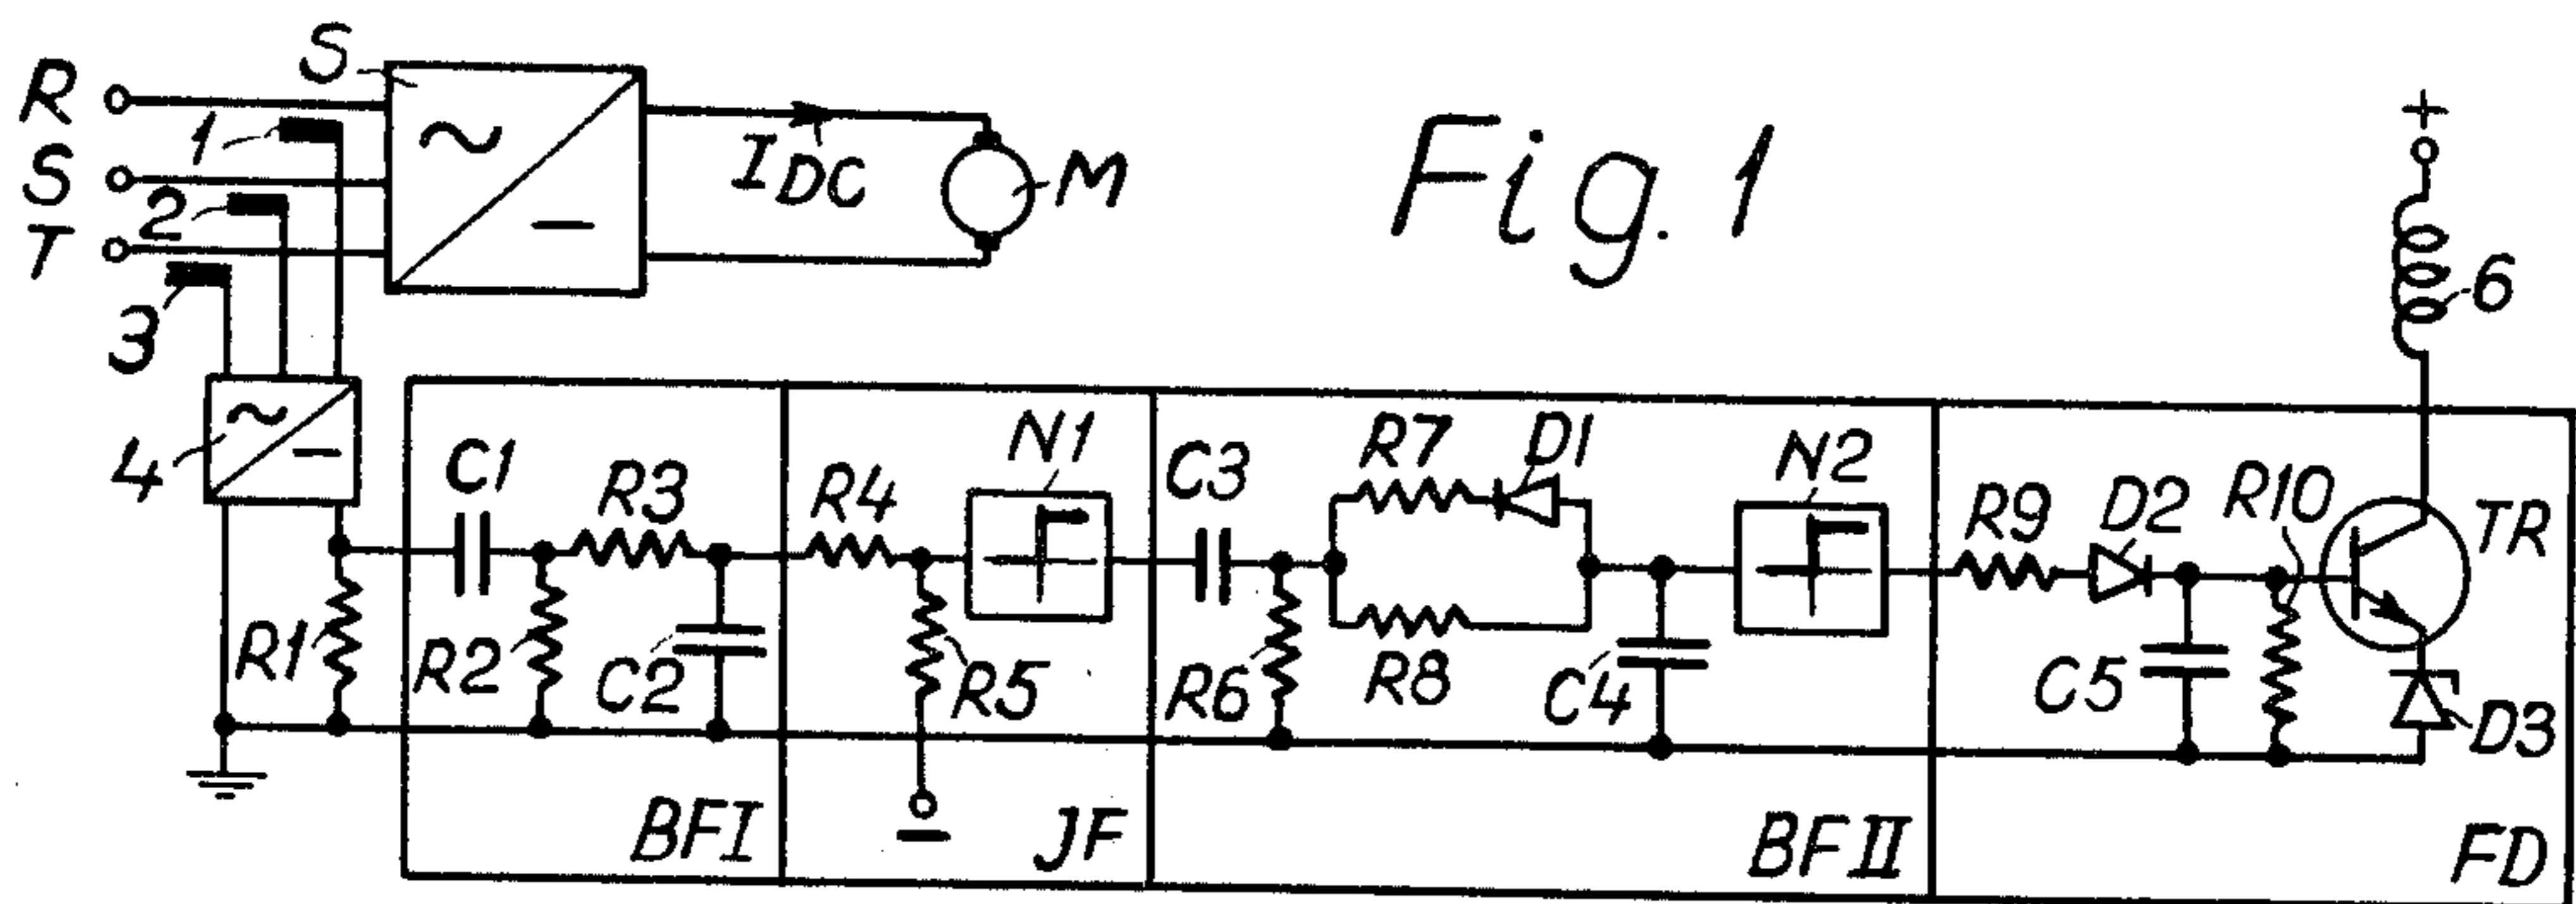 Fig. 1
R
S
T
S
1
2
3
4
I DC
M
+
6
BFI
C1
R1
R2
R3
C2
JF
R4
N1
R5
–
BFII
C3
R6
R7
D1
R8
C4
N2
FD
R9
D2
R10
C5
TR
D3